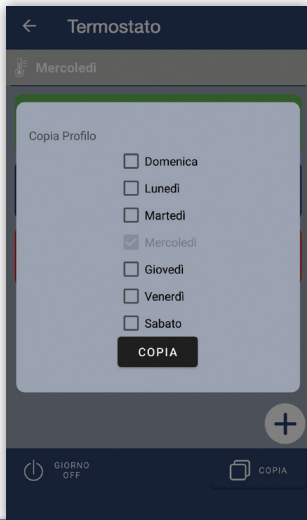 Termostato
Mercoledì
Copia Profilo
Domenica
Lunedì
Martedì
Mercoledì
Giovedì
Venerdì
Sabato
COPIA
GIORNO
OFF
COPIA